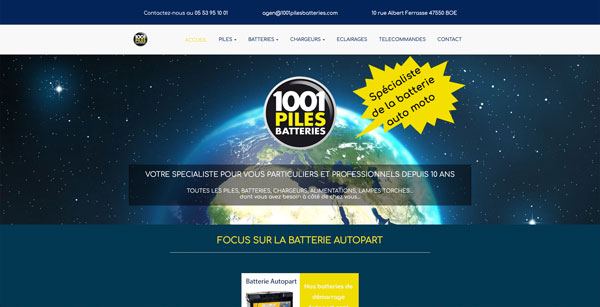 Contactez-nous au 05 53 95 10 01 agen@1001pilesbatteries.com 10 rue Albert Ferrasse 47550 BOE
1001 PILES BATTERIES ACCUEIL PILES BATTERIES CHARGEURS ECLAIRAGES TELECOMMANDES CONTACT
Spécialiste
de la batterie
auto moto
1001
PILES
BATTERIES
VOTRE SPECIALISTE POUR VOUS PARTICULIERS ET PROFESSIONNELS DEPUIS 10 ANS
TOUTES LES PILES, BATTERIES, CHARGEURS, ALIMENTATIONS, LAMPES TORCHES...
dont vous avez besoin à côté de chez vous...
FOCUS SUR LA BATTERIE AUTOPART
Batterie Autopart
Nos batteries de
démarrage